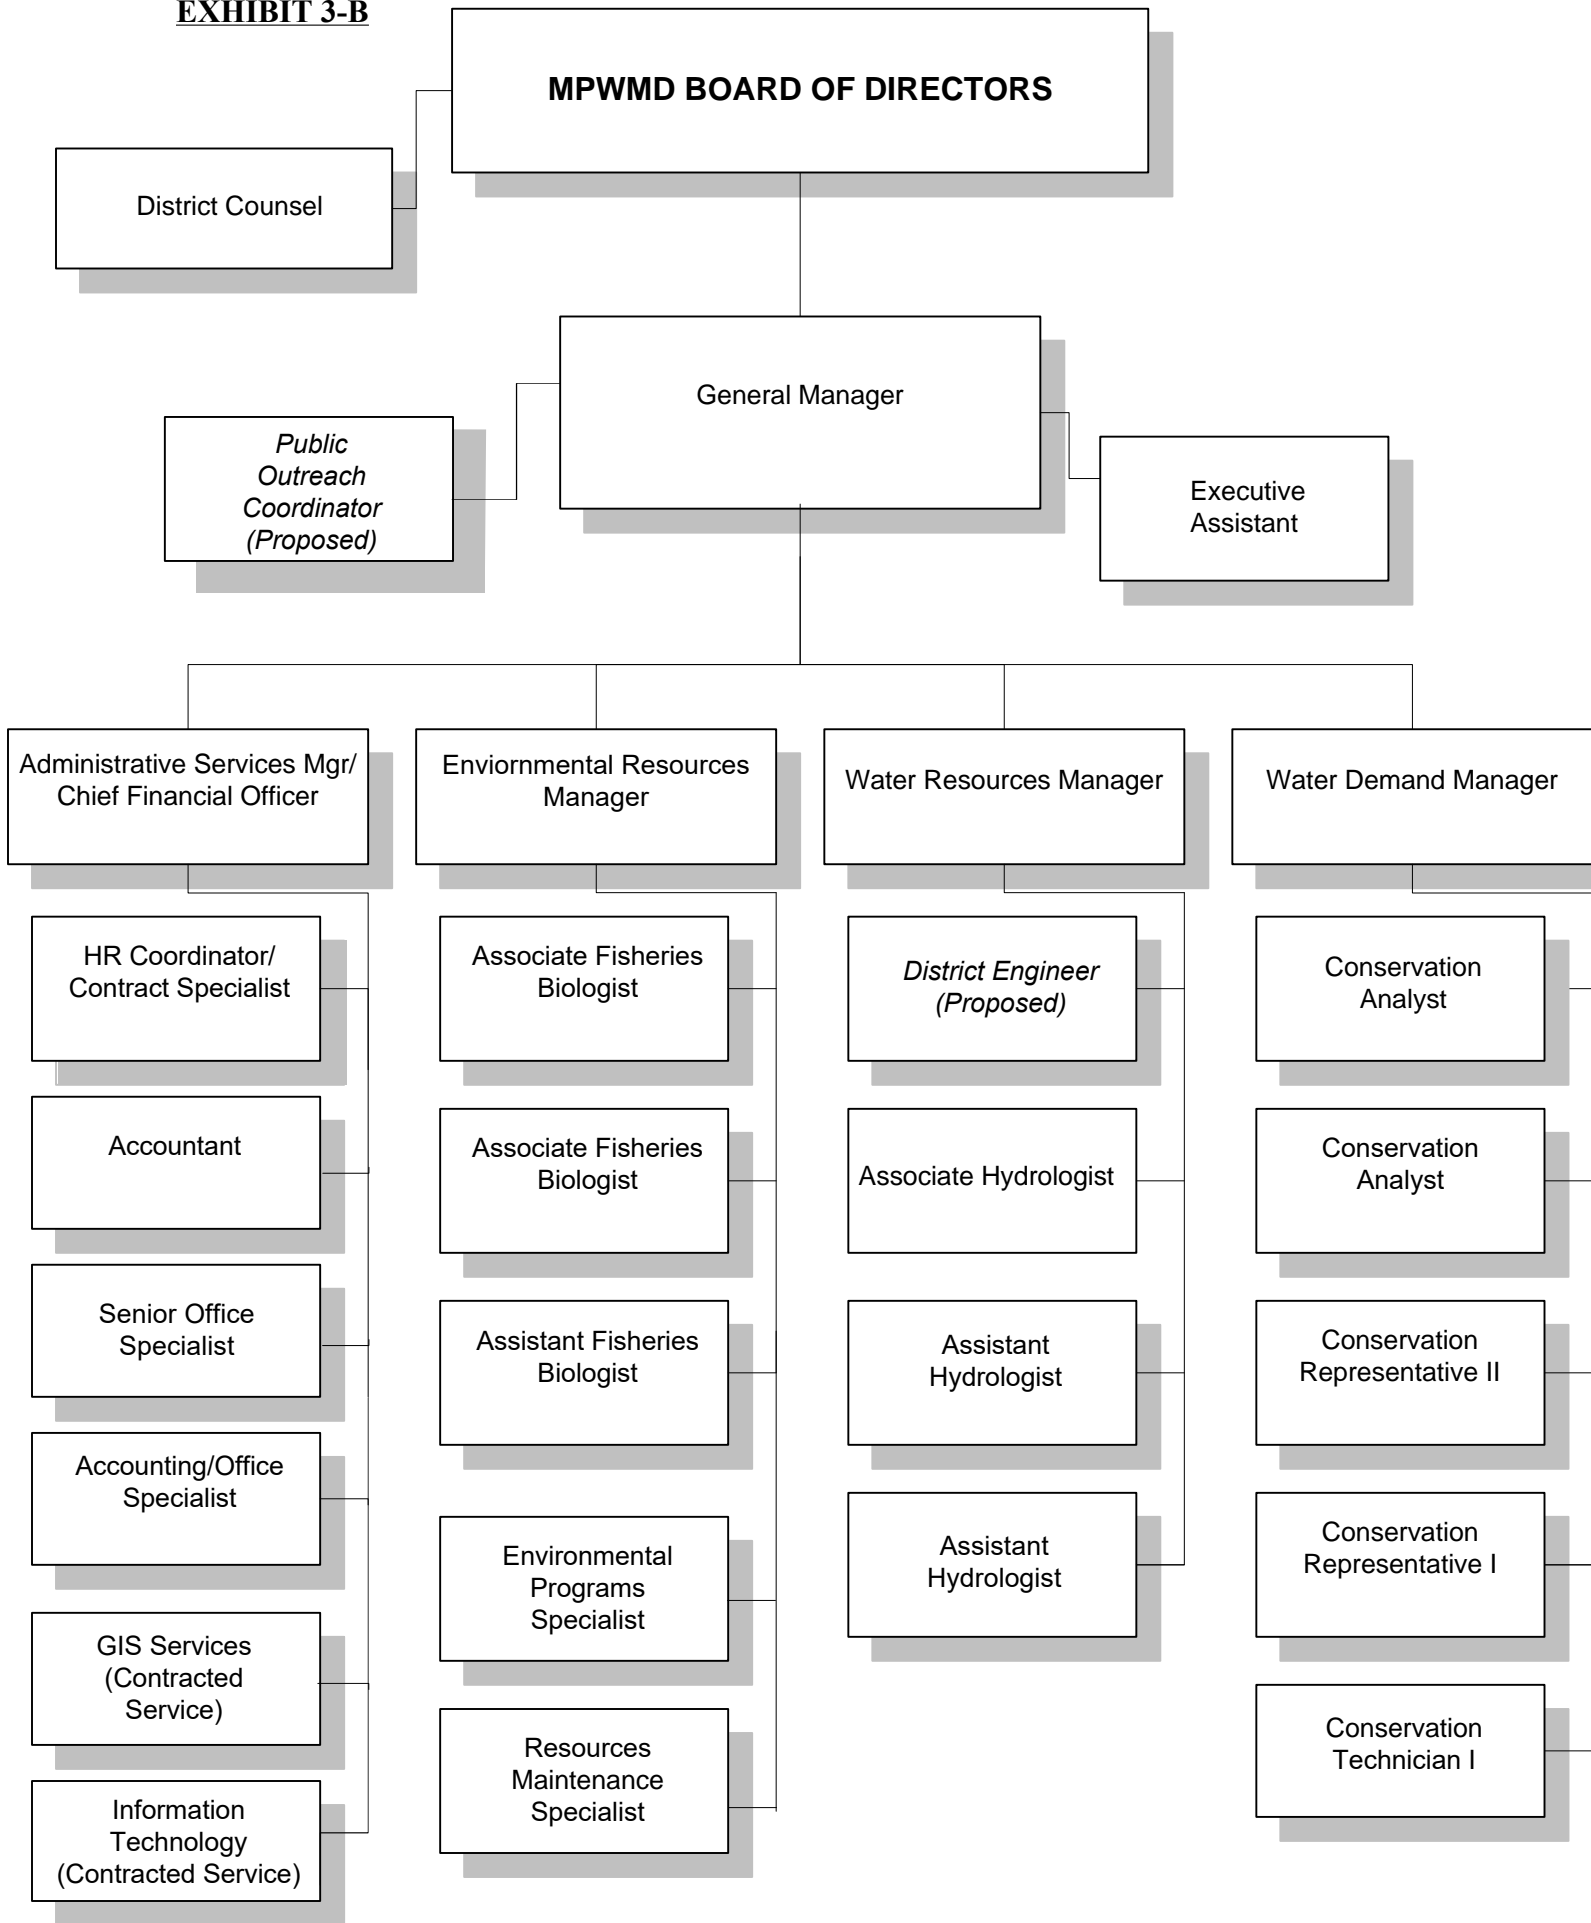 EXHIBIT 3-B
MPWMD BOARD OF DIRECTORS
District Counsel
General Manager
Public
Outreach
Coordinator
(Proposed)
Executive
Assistant
Administrative Services Mgr/
Chief Financial Officer
Enviornmental Resources
Manager
Water Resources Manager
Water Demand Manager
HR Coordinator/
Contract Specialist
Accountant
Senior Office
Specialist
Accounting/Office
Specialist
GIS Services
(Contracted
Service)
Information
Technology
(Contracted Service)
Associate Fisheries
Biologist
Associate Fisheries
Biologist
Assistant Fisheries
Biologist
Environmental
Programs
Specialist
Resources
Maintenance
Specialist
District Engineer
(Proposed)
Associate Hydrologist
Assistant
Hydrologist
Assistant
Hydrologist
Conservation
Analyst
Conservation
Analyst
Conservation
Representative II
Conservation
Representative I
Conservation
Technician I